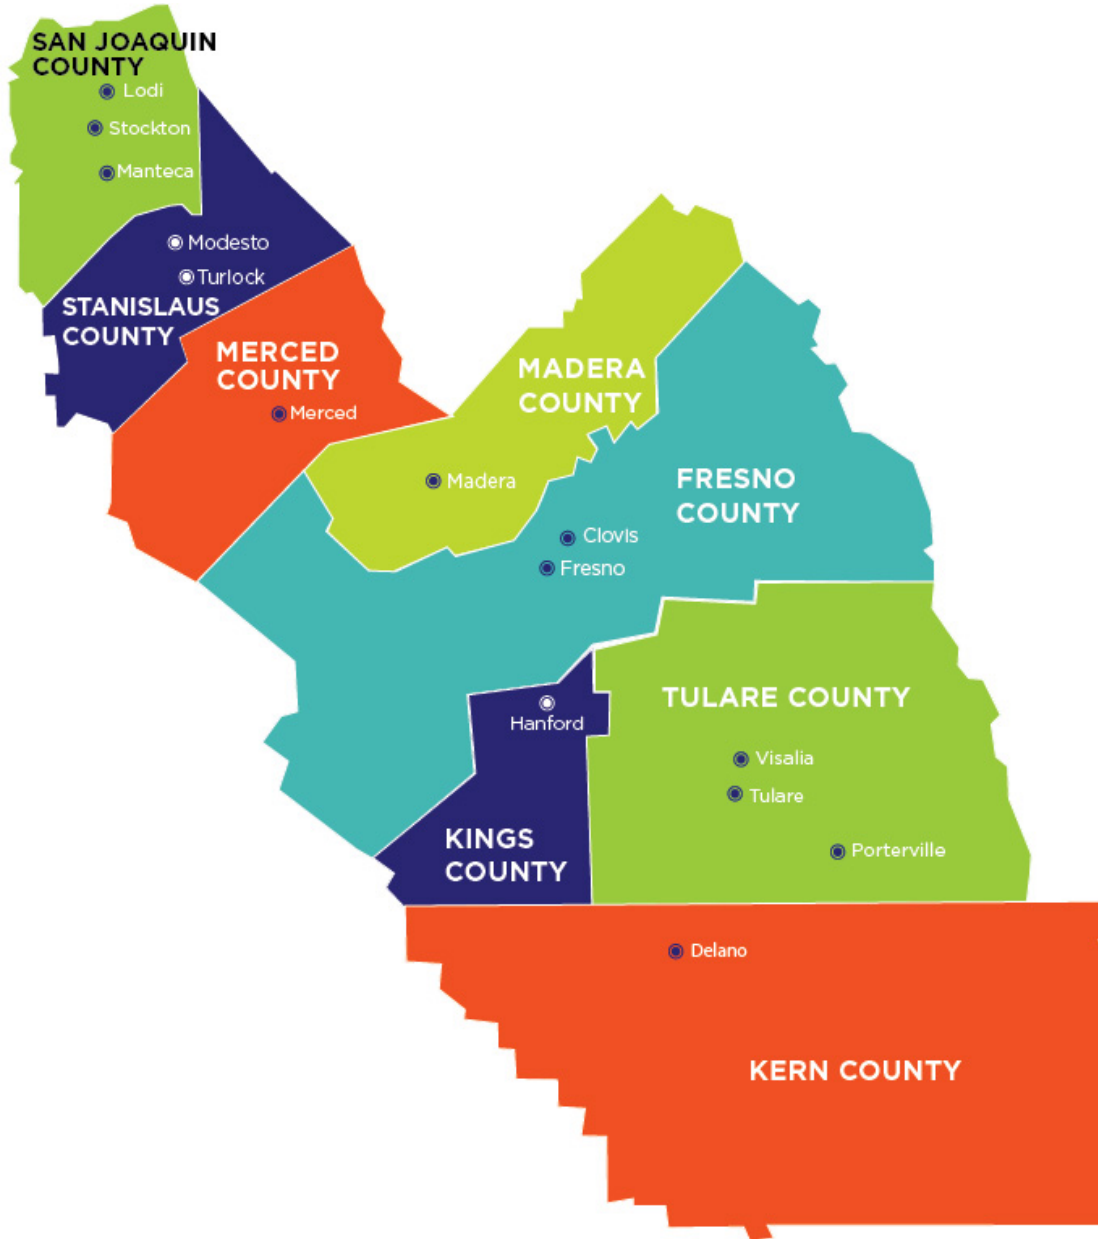 SAN JOAQUIN
COUNTY
Lodi
Stockton
Manteca
Modesto
Turlock
STANISLAUS
COUNTY
MERCED
COUNTY
Merced
MADERA
COUNTY
Madera
FRESNO
COUNTY
Clovis
Fresno
TULARE COUNTY
Hanford
Visalia
Tulare
KINGS
COUNTY
Porterville
Delano
KERN COUNTY